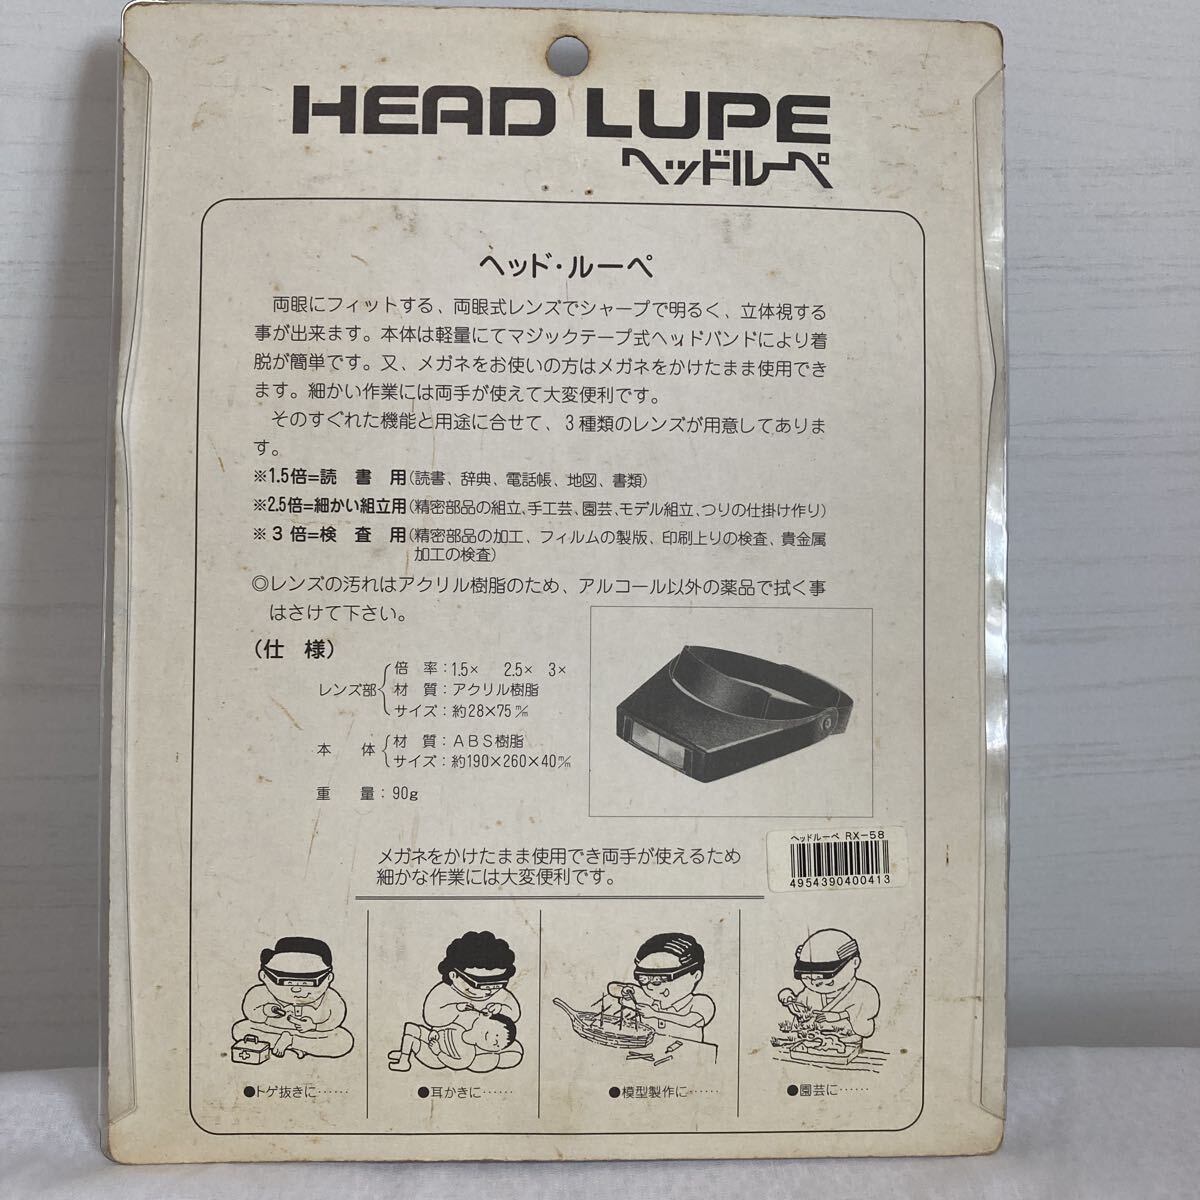 HEAD LUPE
ヘッドルーペ
ヘッド・ルーペ
両眼にフィットする、両眼式レンズでシャープで明るく、立体視する
事が出来ます。本体は軽量にてマジックテープ式ヘッドバンドにより着
脱が簡単です。又、メガネをお使いの方はメガネをかけたまま使用でき
ます。細かい作業には両手が使えて大変便利です。
そのすぐれた機能と用途に合せて、3種類のレンズが用意してありま
す。
※1.5倍=読 書 用(読書、辞典、電話帳、地図、書類)
※2.5倍=細かい組立用(精密部品の組立、手工芸、園芸、モデル組立、つりの仕掛け作り)
※ 3 倍=検 査 用(精密部品の加工、フィルムの製版、印刷上りの検査、貴金属
加工の検査)
◎レンズの汚れはアクリル樹脂のため、アルコール以外の薬品で拭く事
はさけて下さい。
(仕 様)
レンズ部
倍 率：1.5× 2.5× 3×
材 質：アクリル樹脂
サイズ：約28×75m/m
本 体
材 質：ABS樹脂
サイズ：約190×260×40m/m
重 量：90g
ヘッドルーペ RX-58
4954390400413
メガネをかけたまま使用でき両手が使えるため
細かな作業には大変便利です。
●トゲ抜きに……
●耳かきに……
●模型製作に……
●園芸に……